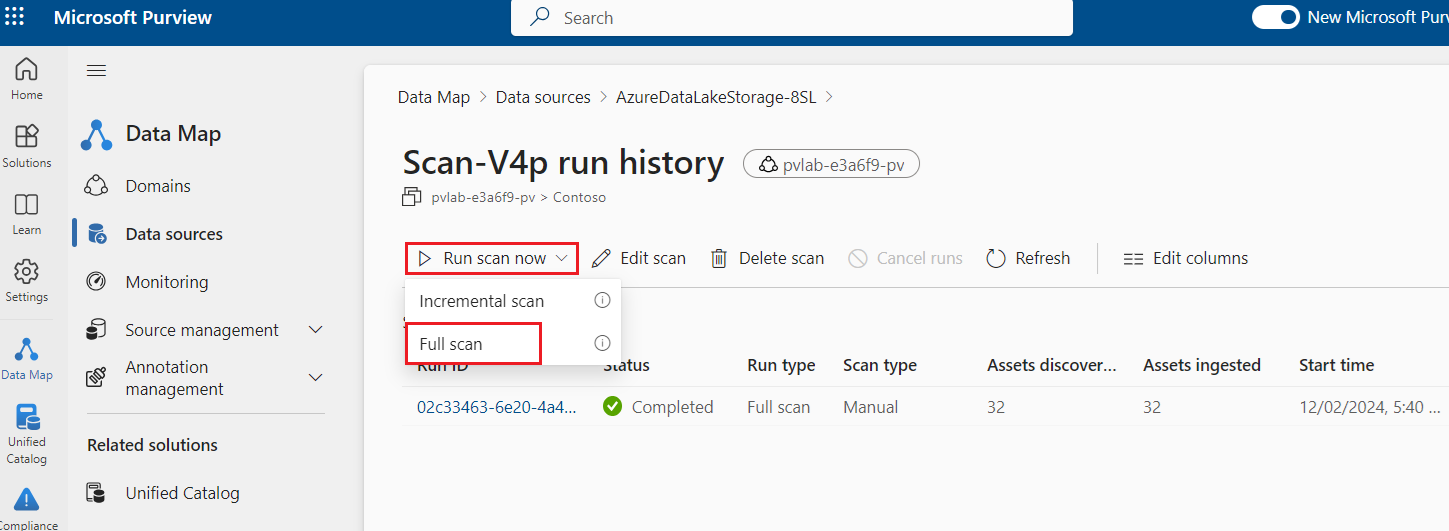 Microsoft Purview
Search
New Microsoft Purv
Home
Solutions
Learn
Settings
Data Map
Unified
Catalog
Compliance
Data Map
Domains
Data sources
Monitoring
Source management
Annotation
management
Related solutions
Unified Catalog
Data Map > Data sources > AzureDataLakeStorage-8SL >
Scan-V4p run history pvlab-e3a6f9-pv
pvlab-e3a6f9-pv > Contoso
Run scan now Edit scan Delete scan Cancel runs Refresh Edit columns
Incremental scan
Full scan
Run ID Status Run type Scan type Assets discover... Assets ingested Start time
02c33463-6e20-4a4... Completed Full scan Manual 32 32 12/02/2024, 5:40 ...